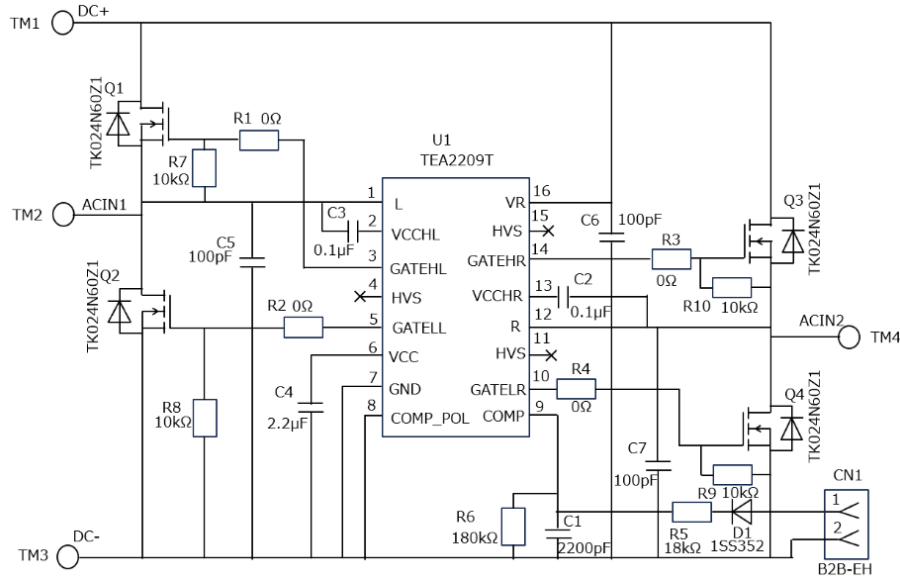 TM1
DC+
Q1
TK024N60Z1
R1 0Ω
R7
10kΩ
U1
TEA2209T
TM2
ACIN1
1
L
2
VCCHL
3
GATEHL
4
HVS
5
GATELL
6
VCC
7
GND
8
COMP_POL
16
VR
15
HVS
14
GATEHR
13
VCCHR
12
R
11
HVS
10
GATELR
9
COMP
C3
0.1μF
C5
100pF
C6
100pF
Q3
TK024N60Z1
R3
0Ω
R10
10kΩ
C2
0.1μF
Q2
TK024N60Z1
R2 0Ω
ACIN2
TM4
R4
0Ω
Q4
TK024N60Z1
R8
10kΩ
C4
2.2μF
C7
100pF
R9
10kΩ
CN1
1
2
B2B-EH
R6
180kΩ
C1
2200pF
R5
18kΩ
D1
1SS352
TM3
DC-